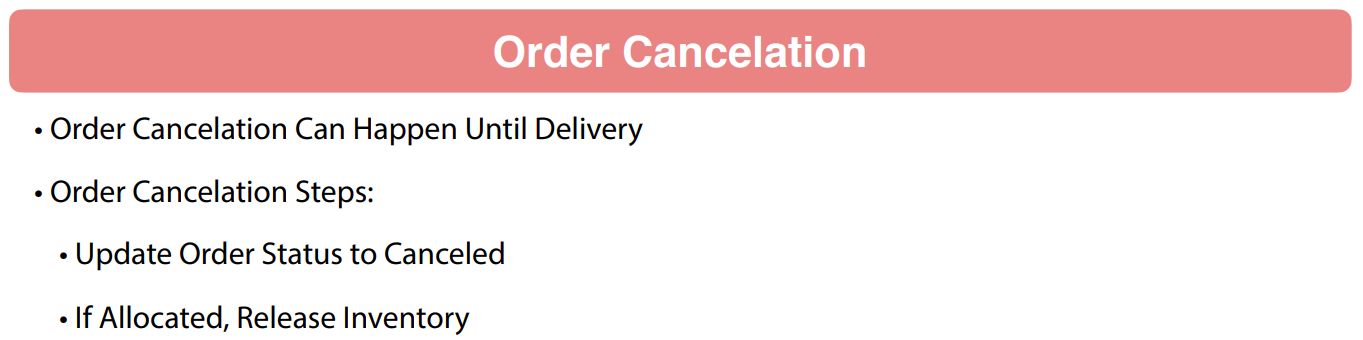 Order Cancelation
• Order Cancelation Can Happen Until Delivery
• Order Cancelation Steps:
• Update Order Status to Canceled
• If Allocated, Release Inventory